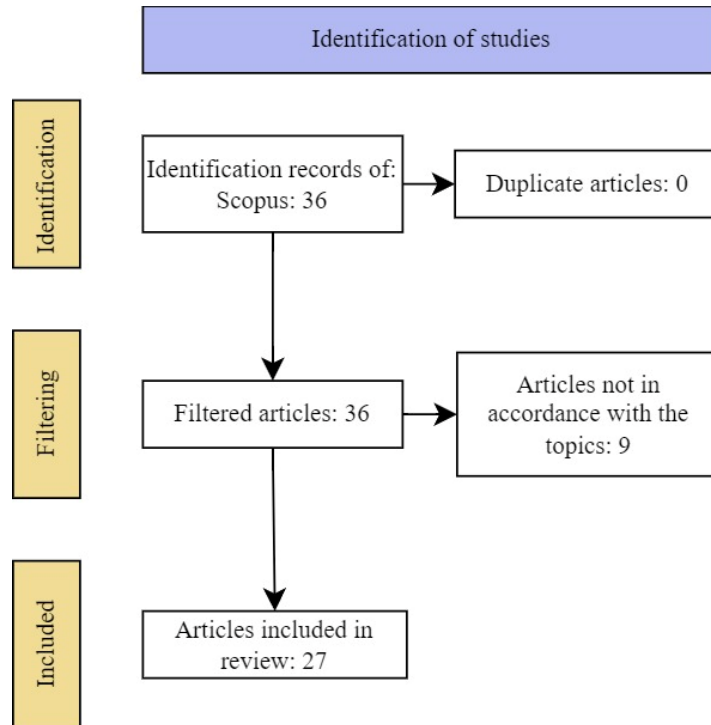 Identification of studies
Identification
Identification records of:
Scopus: 36
Duplicate articles: 0
Filtering
Filtered articles: 36
Articles not in
accordance with the
topics: 9
Included
Articles included in
review: 27